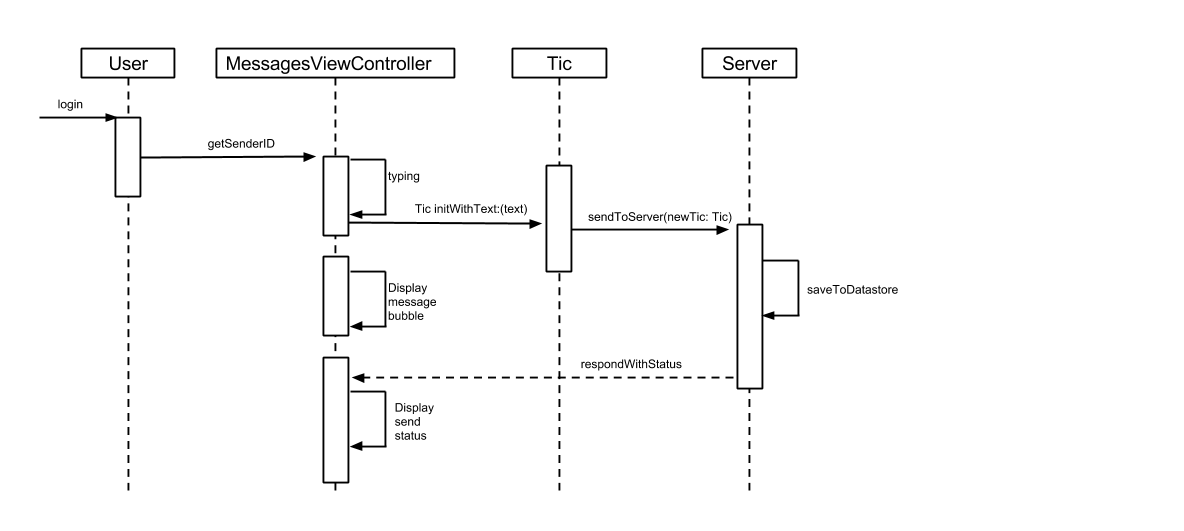 User
MessagesViewController
Tic
Server
login
getSenderID
typing
Tic initWithText:(text)
sendToServer(newTic: Tic)
Display
message
bubble
saveToDatastore
respondWithStatus
Display
send
status